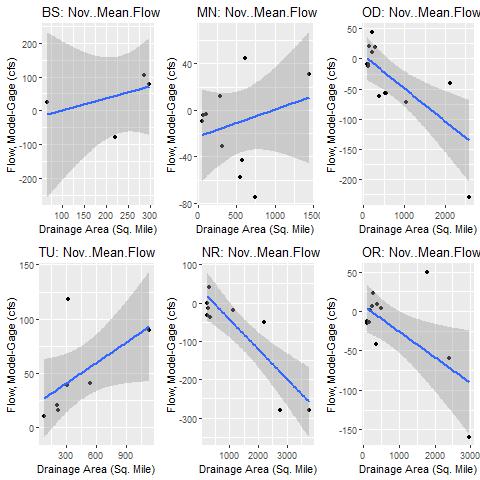 BS: Nov..Mean.Flow
MN: Nov..Mean.Flow
OD: Nov..Mean.Flow
Flow, Model-Gage (cfs)
200
100
0
-100
-200
100
150
200
250
300
Drainage Area (Sq. Mile)
Flow, Model-Gage (cfs)
40
0
-40
-80
0
500
1000
150
Drainage Area (Sq. Mile)
Flow, Model-Gage (cfs)
50
0
-50
-100
-150
-200
0
1000
2000
Drainage Area (Sq. Mile)
TU: Nov..Mean.Flow
NR: Nov..Mean.Flow
OR: Nov..Mean.Flow
Flow, Model-Gage (cfs)
150
100
50
0
300
600
900
Drainage Area (Sq. Mile)
Flow, Model-Gage (cfs)
100
0
-100
-200
-300
1000
2000
3000
Drainage Area (Sq. Mile)
Flow, Model-Gage (cfs)
50
0
-50
-100
-150
0
1000
2000
3000
Drainage Area (Sq. Mile)